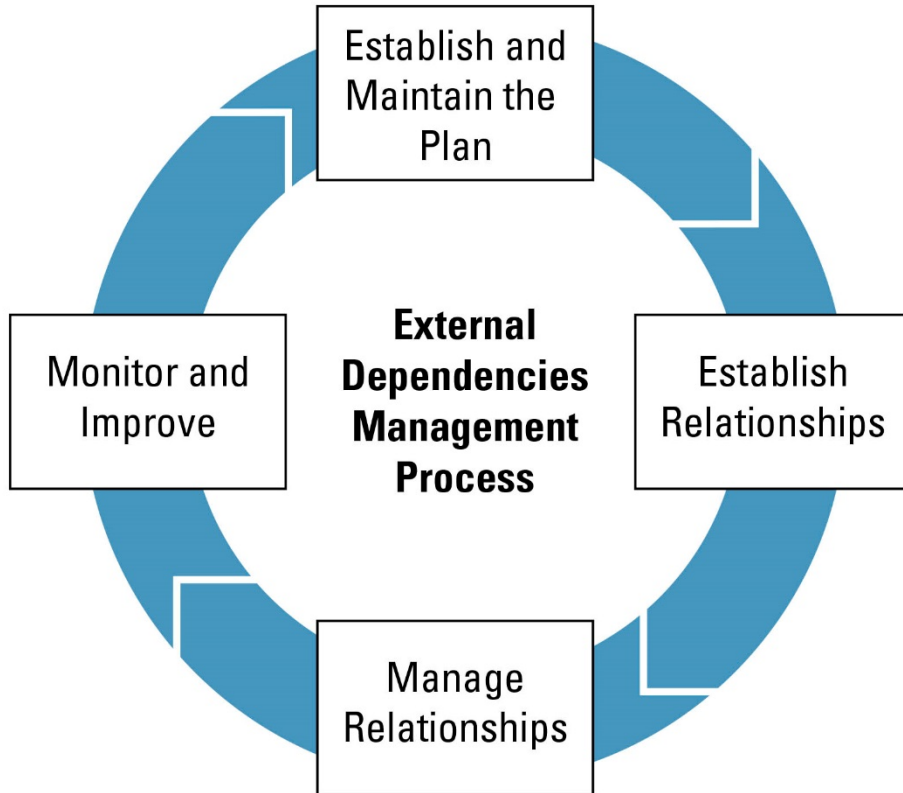 Establish and
Maintain the
Plan
External
Dependencies
Management
Process
Monitor and
Improve
Establish
Relationships
Manage
Relationships